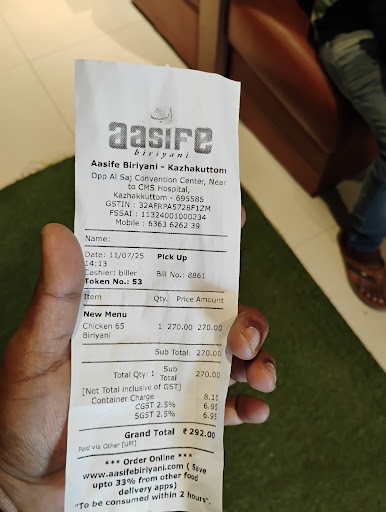 aasife
biriyani
Aasife Biriyani - Kazhakuttom
Opp Al Saj Convention Center, Near
to CMS Hospital,
Kazhakkuttom - 695585
GSTIN : 32AFRPA5728F1ZM
FSSAI : 11324001000234
Mobile : 6363 6262 39
Name:
Date: 11/07/25 Pick Up
14:13
Cashier: biller Bill No.: 8861
Token No.: 53
Item Qty. Price Amount
New Menu
Chicken 65 1 270.00 270.00
Biriyani
Sub Total: 270.00
Total Qty: 1 Sub 270.00
Total
[Net Total inclusive of GST]
Container Charge 8.10
CGST 2.5% 6.95
SGST 2.5% 6.95
Grand Total ₹ 292.00
Paid via Other [UPI]
*** Order Online ***
www.aasifebiriyani.com ( Save
upto 33% from other food
delivery apps)
"To be consumed within 2 hours".